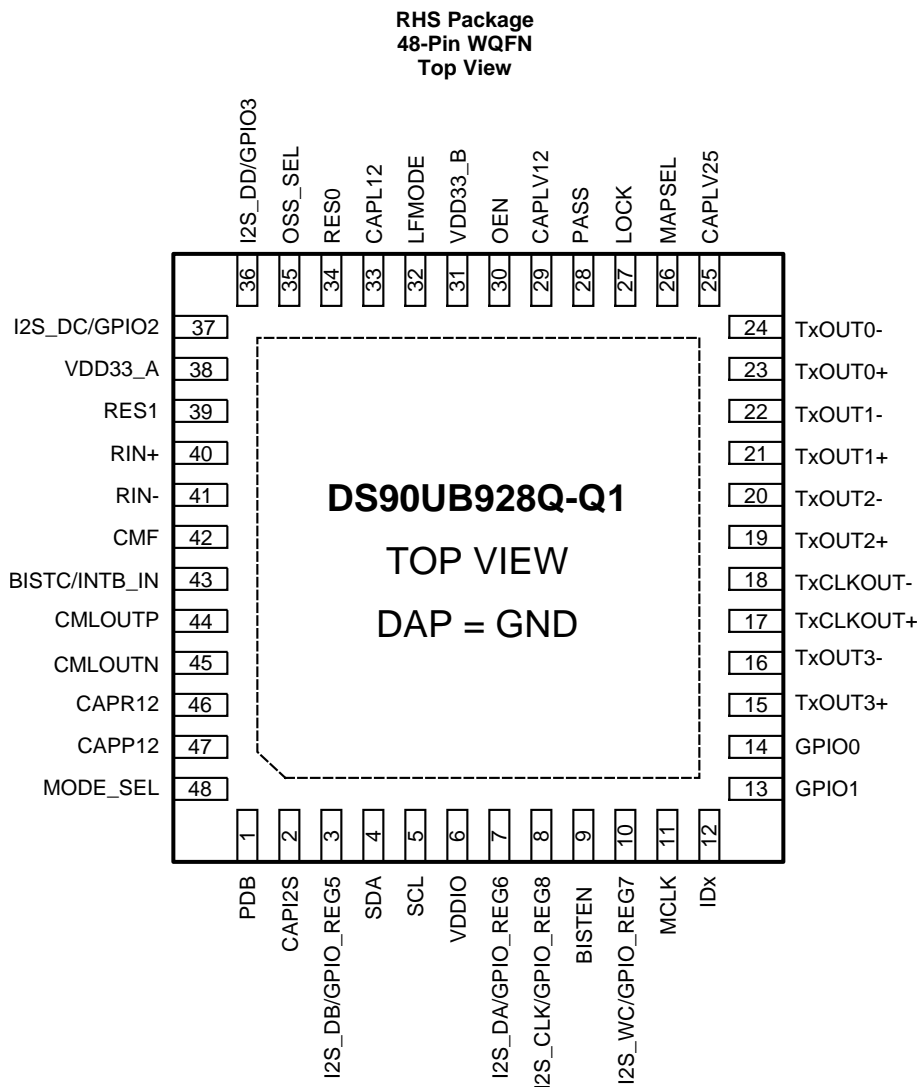 RHS Package
48-Pin WQFN
Top View
I2S_DD/GPIO3
OSS_SEL
RES0
CAPL12
LFMODE
VDD33_B
OEN
CAPLV12
PASS
LOCK
MAPSEL
CAPLV25
36
35
34
33
32
31
30
29
28
27
26
25
I2S_DC/GPIO2 37
VDD33_A 38
RES1 39
RIN+ 40
RIN- 41
CMF 42
BISTC/INTB_IN 43
CMLOUTP 44
CMLOUTN 45
CAPR12 46
CAPP12 47
MODE_SEL 48
DS90UB928Q-Q1
TOP VIEW
DAP = GND
24 TxOUT0-
23 TxOUT0+
22 TxOUT1-
21 TxOUT1+
20 TxOUT2-
19 TxOUT2+
18 TxCLKOUT-
17 TxCLKOUT+
16 TxOUT3-
15 TxOUT3+
14 GPIO0
13 GPIO1
1
2
3
4
5
6
7
8
9
10
11
12
PDB
CAPI2S
I2S_DB/GPIO_REG5
SDA
SCL
VDDIO
I2S_DA/GPIO_REG6
I2S_CLK/GPIO_REG8
BISTEN
I2S_WC/GPIO_REG7
MCLK
IDx